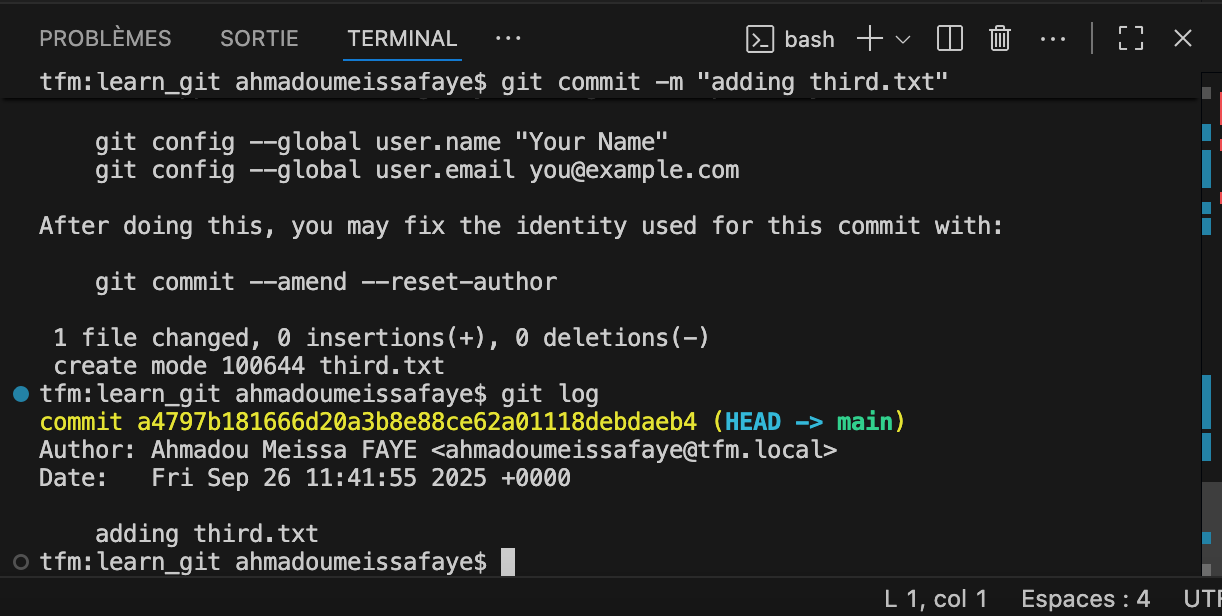 PROBLÈMES SORTIE TERMINAL ··· bash ···
tfm:learn_git ahmadoumeissafaye$ git commit -m "adding third.txt"
git config --global user.name "Your Name"
git config --global user.email you@example.com
After doing this, you may fix the identity used for this commit with:
git commit --amend --reset-author
1 file changed, 0 insertions(+), 0 deletions(-)
create mode 100644 third.txt
tfm:learn_git ahmadoumeissafaye$ git log
commit a4797b181666d20a3b8e88ce62a01118debdaeb4 (HEAD -> main)
Author: Ahmadou Meissa FAYE <ahmadoumeissafaye@tfm.local>
Date:   Fri Sep 26 11:41:55 2025 +0000
adding third.txt
tfm:learn_git ahmadoumeissafaye$
L 1, col 1 Espaces : 4 UTF